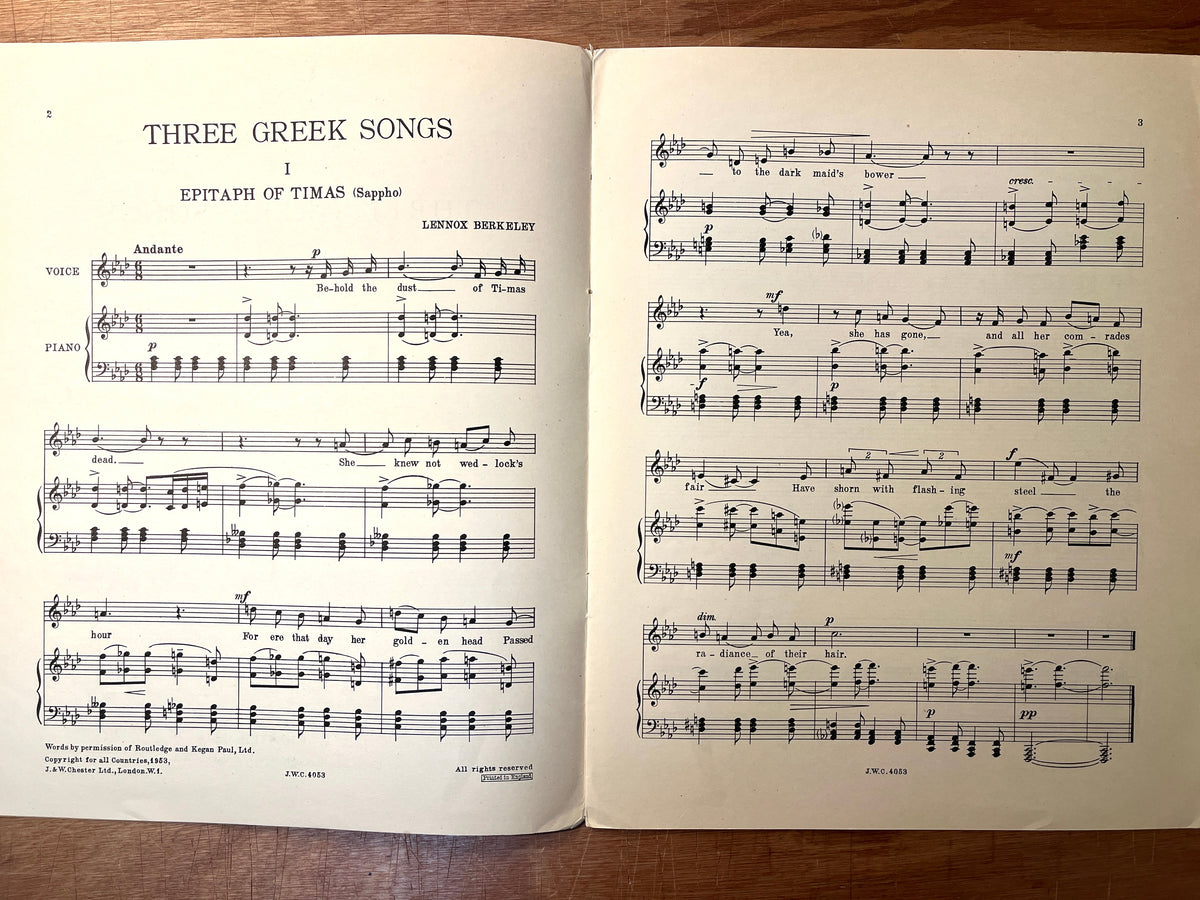 2
THREE GREEK SONGS
I
EPITAPH OF TIMAS (Sappho)
LENNOX BERKELEY
Andante
p
VOICE
Be-hold the dust of Ti-mas
PIANO
p
dead. She knew not wed-lock's
mf
hour For ere that day her gold-en head Passed
Words by permission of Routledge and Kegan Paul, Ltd.
Copyright for all Countries, 1953,
J. & W. Chester Ltd., London. W.1.
J.W.C. 4053
All rights reserved
Printed in England
3
to the dark maid's bower
cresc.
p
mf
Yea, she has gone, and all her com-rades
f p
2 2 f
fair Have shorn with flash-ing steel the
mf
dim. p
ra-diance of their hair.
p pp
J.W.C. 4053